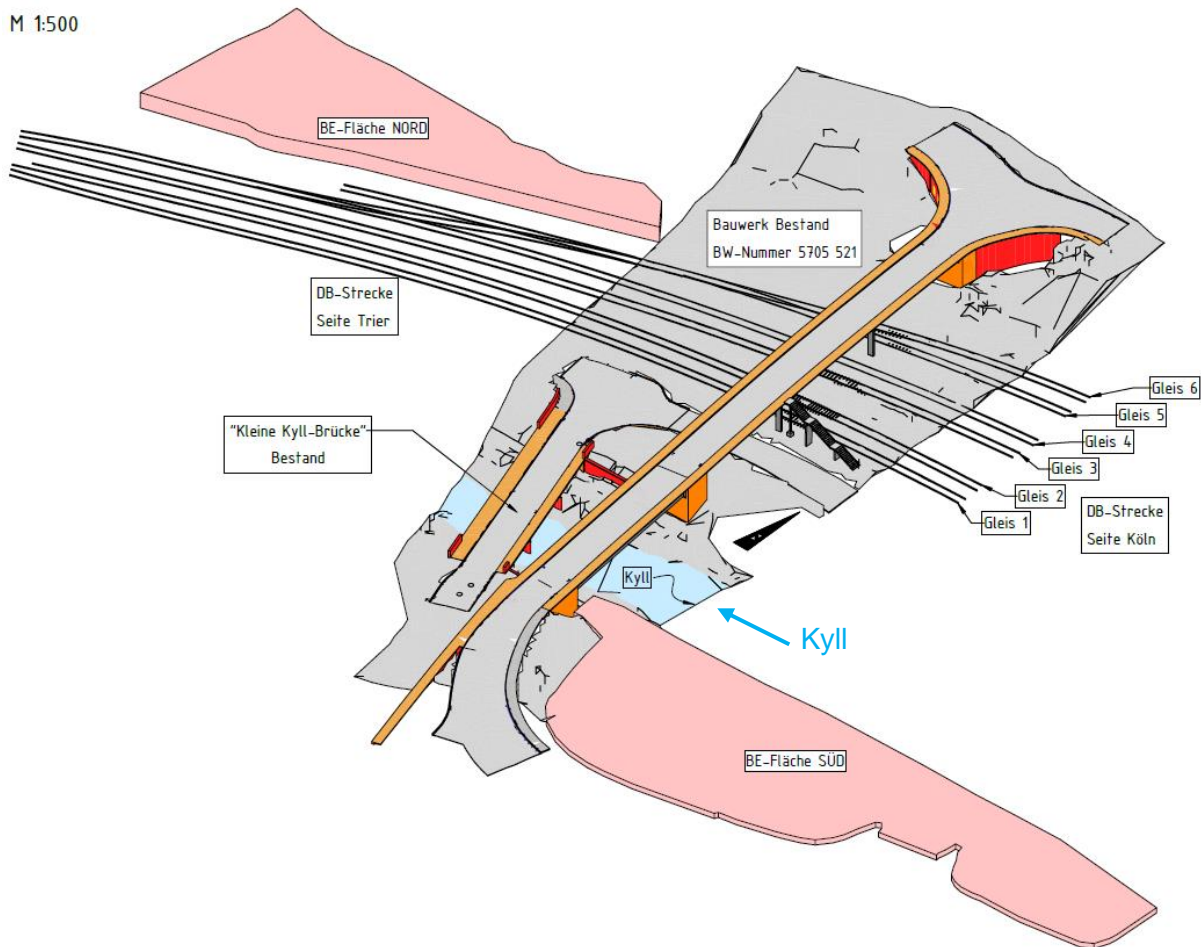 M 1:500
BE-Fläche NORD
Bauwerk Bestand
BW-Nummer 5705 521
DB-Strecke
Seite Trier
Gleis 6
Gleis 5
"Kleine Kyll-Brücke"
Bestand
Gleis 4
Gleis 3
Gleis 2
Gleis 1
DB-Strecke
Seite Köln
Kyll
Kyll
BE-Fläche SÜD